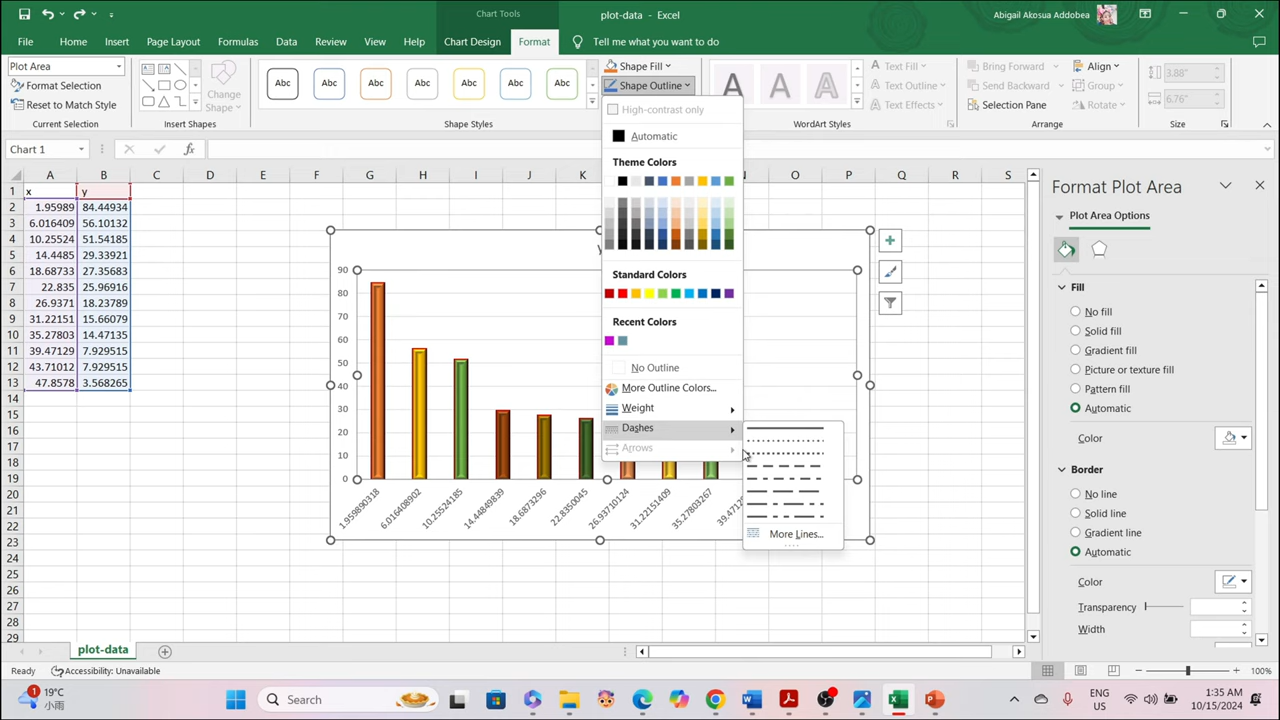 Chart Tools
plot-data - Excel
Abigail Akosua Addobea
File
Home
Insert
Page Layout
Formulas
Data
Review
View
Help
Chart Design
Format
Tell me what you want to do
Plot Area
Format Selection
Reset to Match Style
Current Selection
Change
Shape
Insert Shapes
Abc
Abc
Abc
Abc
Abc
Abc
Abc
Shape Styles
Shape Fill
Shape Outline
A
A
A
Text Fill
Text Outline
Text Effects
WordArt Styles
Bring Forward
Send Backward
Selection Pane
Align
Group
Rotate
Arrange
3.88"
6.76"
Size
Chart 1
fx
A B C D E F G H I J K N O P Q R S
1 x y
2 1.95989 84.44934
3 6.016409 56.10132
4 10.25524 51.54185
5 14.4485 29.33921
6 18.68733 27.35683
7 22.835 25.96916
8 26.9371 18.23789
9 31.22151 15.66079
10 35.27803 14.47135
11 39.47129 7.929515
12 43.71012 7.929515
13 47.8578 3.568265
14
15
16
17
18
19
20
21
22
23
24
25
26
27
28
29
90
80
70
60
50
40
30
20
10
0
1.959890318
6.016408902
10.25524185
14.44848839
18.6873296
22.8350045
26.93710124
31.22151409
35.27803267
High-contrast only
Automatic
Theme Colors
Standard Colors
Recent Colors
No Outline
More Outline Colors...
Weight
Dashes
Arrows
More Lines...
Format Plot Area
Plot Area Options
Fill
No fill
Solid fill
Gradient fill
Picture or texture fill
Pattern fill
Automatic
Color
Border
No line
Solid line
Gradient line
Automatic
Color
Transparency
Width
plot-data
Ready
Accessibility: Unavailable
100%
1
19°C
小雨
Search
ENG
US
1:35 AM
10/15/2024